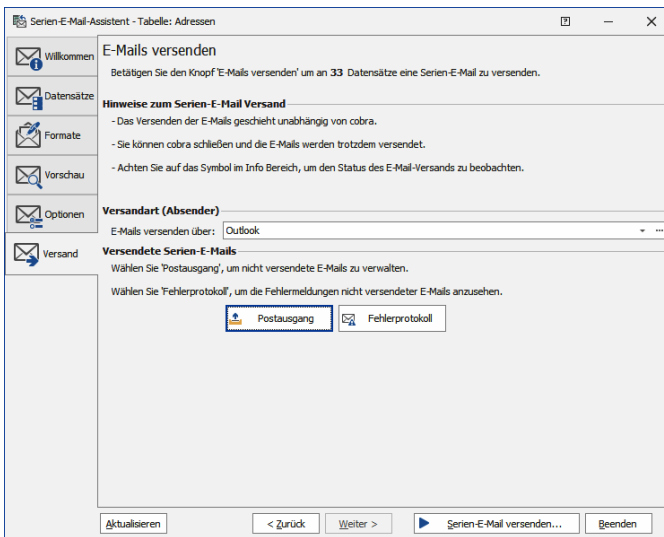 Serien-E-Mail-Assistent - Tabelle: Adressen
Willkommen
Datensätze
Formate
Vorschau
Optionen
Versand
E-Mails versenden
Betätigen Sie den Knopf 'E-Mails versenden' um an 33 Datensätze eine Serien-E-Mail zu versenden.
Hinweise zum Serien-E-Mail Versand
- Das Versenden der E-Mails geschieht unabhängig von cobra.
- Sie können cobra schließen und die E-Mails werden trotzdem versendet.
- Achten Sie auf das Symbol im Info Bereich, um den Status des E-Mail-Versands zu beobachten.
Versandart (Absender)
E-Mails versenden über: Outlook
Versendete Serien-E-Mails
Wählen Sie 'Postausgang', um nicht versendete E-Mails zu verwalten.
Wählen Sie 'Fehlerprotokoll', um die Fehlermeldungen nicht versendeter E-Mails anzusehen.
Postausgang Fehlerprotokoll
Aktualisieren < Zurück Weiter > Serien-E-Mail versenden... Beenden